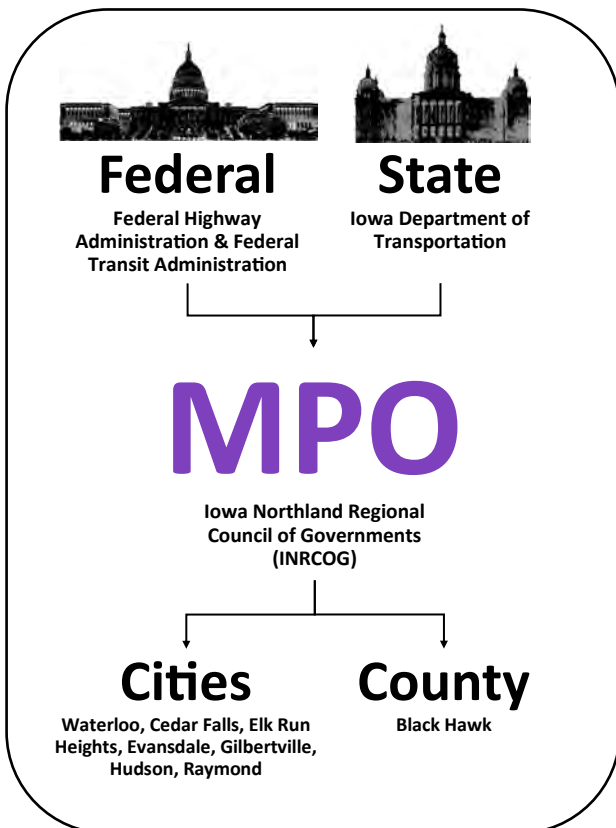 Federal
Federal Highway
Administration & Federal
Transit Administration
State
Iowa Department of
Transportation
MPO
Iowa Northland Regional
Council of Governments
(INRCOG)
Cities
Waterloo, Cedar Falls, Elk Run
Heights, Evansdale, Gilbertville,
Hudson, Raymond
County
Black Hawk